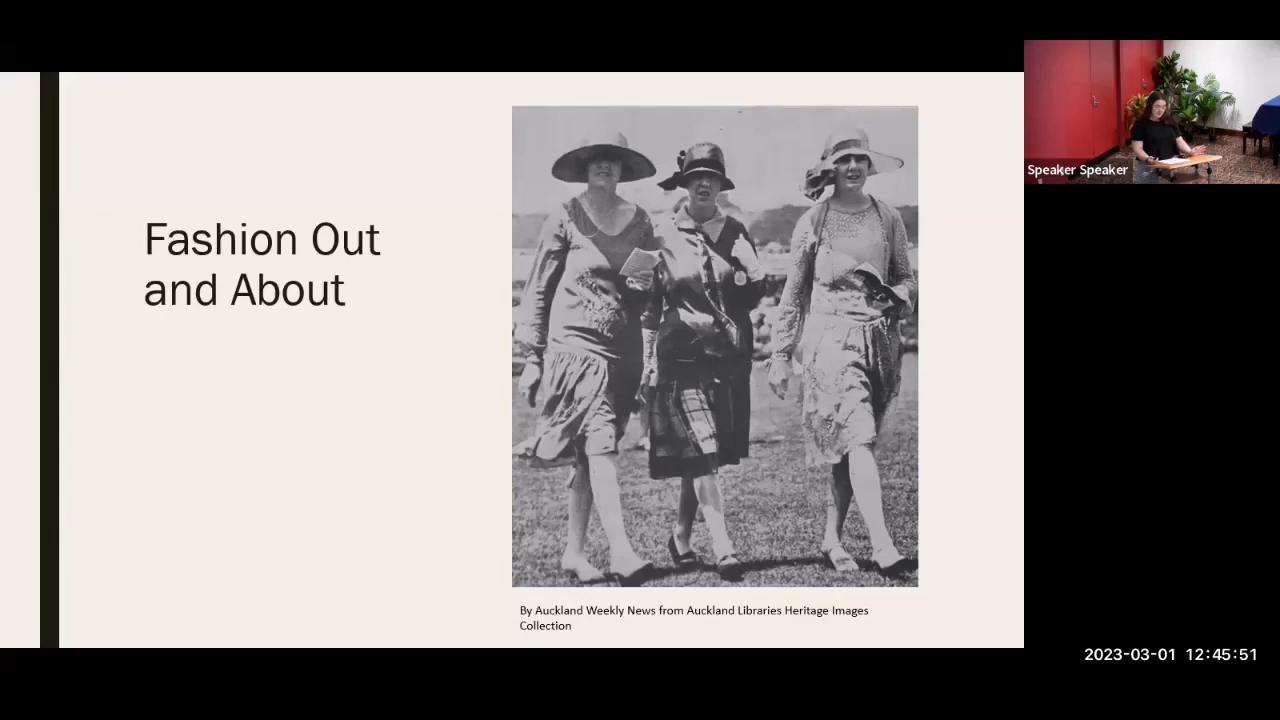 Fashion Out
and About
By Auckland Weekly News from Auckland Libraries Heritage Images
Collection
Speaker Speaker
2023-03-01 12:45:51